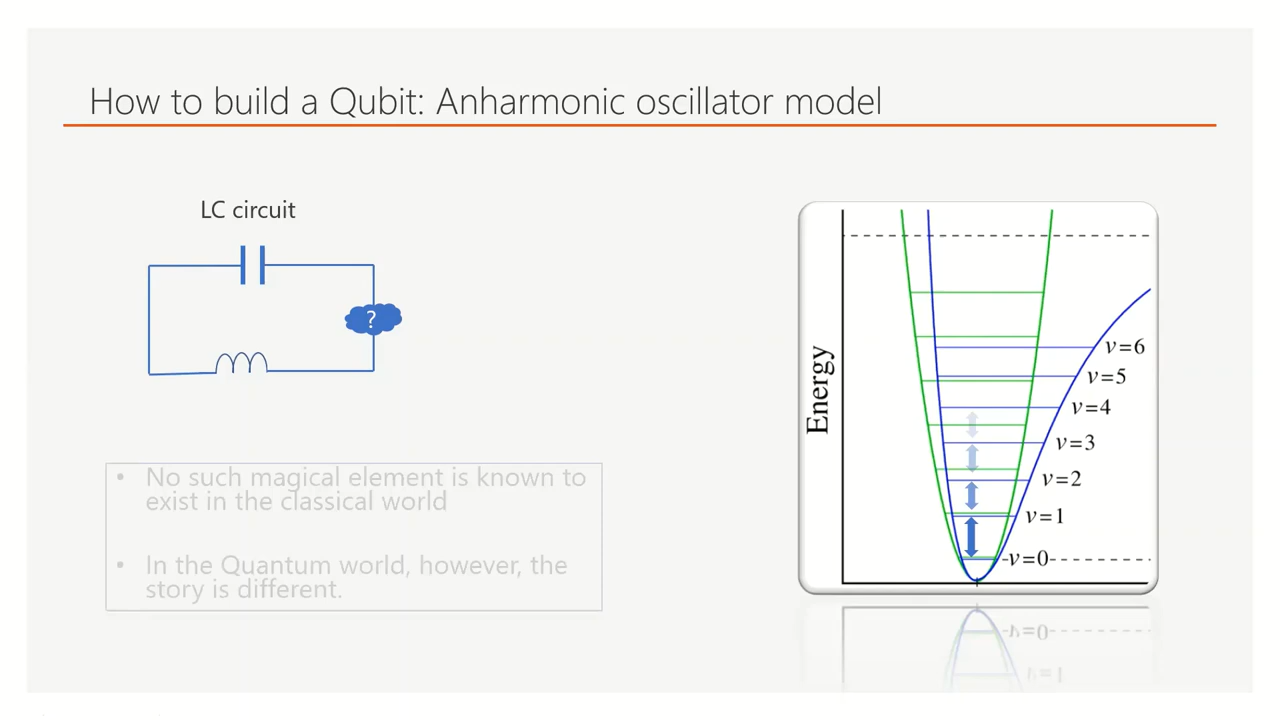 How to build a Qubit: Anharmonic oscillator model
LC circuit
?
• No such magical element is known to
exist in the classical world
• In the Quantum world, however, the
story is different.
Energy
v=6
v=5
v=4
v=3
v=2
v=1
v=0